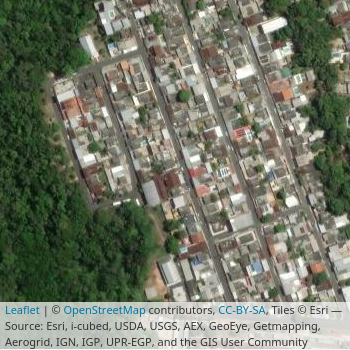 Leaflet | © OpenStreetMap contributors, CC-BY-SA, Tiles © Esri —
Source: Esri, i-cubed, USDA, USGS, AEX, GeoEye, Getmapping,
Aerogrid, IGN, IGP, UPR-EGP, and the GIS User Community